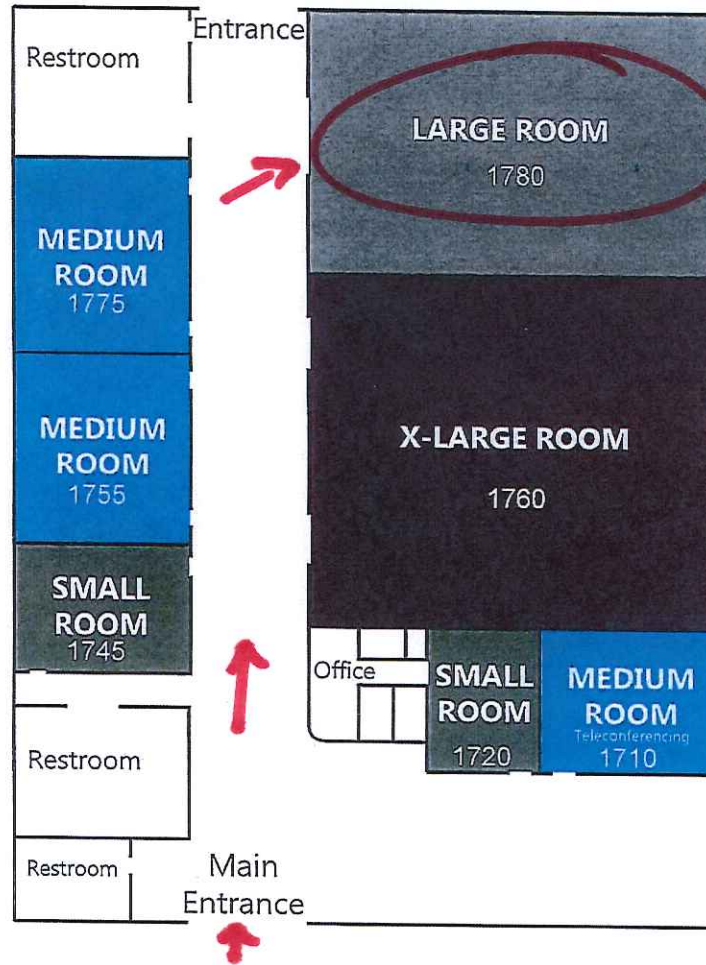 Entrance
Restroom
LARGE ROOM
1780
MEDIUM
ROOM
1775
MEDIUM
ROOM
1755
X-LARGE ROOM
1760
SMALL
ROOM
1745
Office
SMALL
ROOM
1720
MEDIUM
ROOM
Teleconferencing
1710
Restroom
Restroom
Main
Entrance